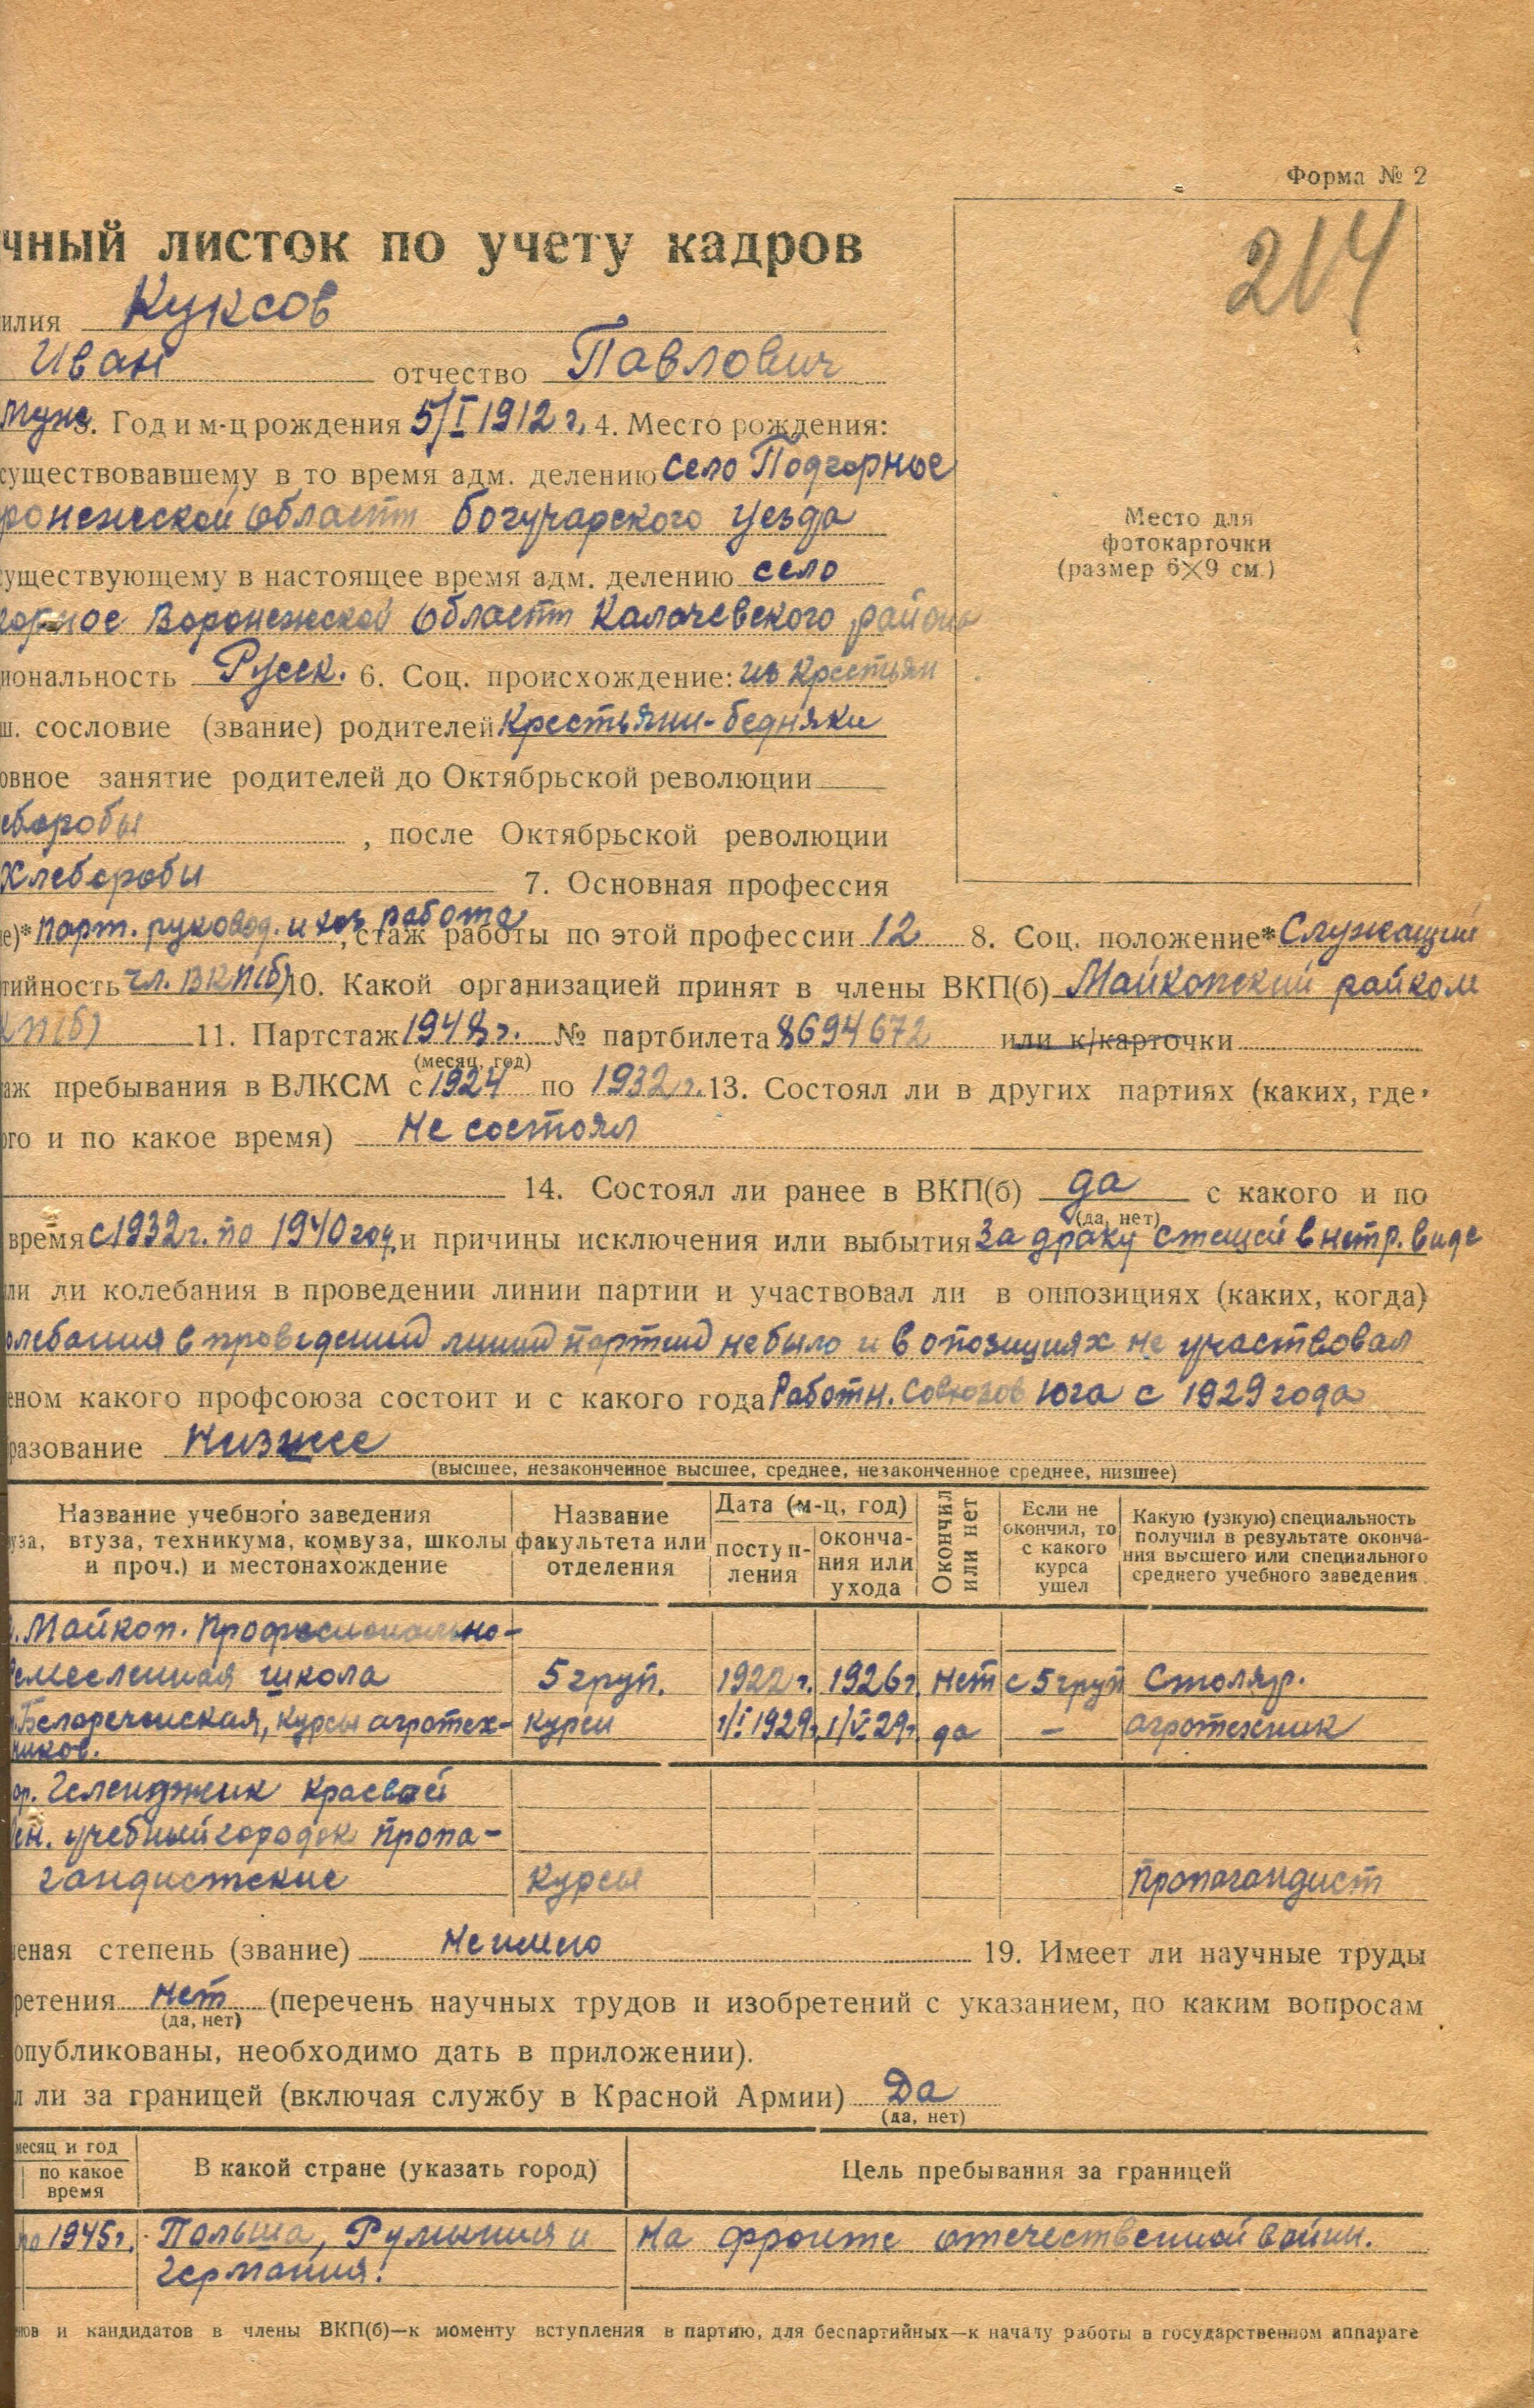 Форма № 2
214
чный листок по учету кадров
илия Куксов
Иван отчество Павлович
Муж 3. Год и м-ц рождения 5/I 1912 г. 4. Место рождения:
существовавшему в то время адм. делению село Подгорное
ронежской области богучарского уезда
Место для
фотокарточки
(размер 6×9 см.)
существующему в настоящее время адм. делению село
горное Воронежской области Калачевского района
иональность Русск. 6. Соц. происхождение: из крестьян
ш. сословие (звание) родителей крестьяни-бедняки
овное занятие родителей до Октябрьской революции
еборобы , после Октябрьской революции
Хлеборобы 7. Основная профессия
е)* парт. руковод. и хоз работа, стаж работы по этой профессии 12 8. Соц. положение* Служащий
тийность чл. ВКП(б) 10. Какой организацией принят в члены ВКП(б) Майкопский райком
КП(б) 11. Партстаж 1948 г. № партбилета 8694672 или к/карточки
(месяц, год)
аж пребывания в ВЛКСМ с 1924 по 1932 г. 13. Состоял ли в других партиях (каких, где,
ого и по какое время) Не состоял
14. Состоял ли ранее в ВКП(б) да с какого и по
(да, нет)
время с 1932 г. по 1940 год и причины исключения или выбытия За драку с тещей в нетр. виде
ли ли колебания в проведении линии партии и участвовал ли в оппозициях (каких, когда)
олебания в проведении линии партии не было и в опозициях не участвовал
еном какого профсоюза состоит и с какого года Работн. Совхозов Юга с 1929 года
разование Низшее
(высшее, незаконченное высшее, среднее, незаконченное среднее, низшее)
Название учебного заведения
уза, втуза, техникума, комвуза, школы
и проч.) и местонахождение
Название
факультета или
отделения
Дата (м-ц, год)
поступ-
ления
оконча-
ния или
ухода
Окончил
или нет
Если не
окончил, то
с какого
курса
ушел
Какую (узкую) специальность
получил в результате оконча-
ния высшего или специального
среднего учебного заведения
. Майкоп. Професионально-
ремесленная школа 5 груп. 1922 г. 1926 г. нет с 5 груп Столяр.
Белореченская, курсы агротех- курси 1/I 1929 г. 1/V 29 г. да — агротехник
ников.
ор. Геленджик Краевой
ен. учебный городок пропа-
гандистские курсы пропагандист
еная степень (звание) Не имею 19. Имеет ли научные труды
ретения нет (перечень научных трудов и изобретений с указанием, по каким вопросам
(да, нет)
опубликованы, необходимо дать в приложении).
л ли за границей (включая службу в Красной Армии) Да
(да, нет)
месяц и год
по какое
время
В какой стране (указать город)
Цель пребывания за границей
по 1945 г. Польша, Румыния и На фронте отечественной войни.
Германия.
нов и кандидатов в члены ВКП(б)—к моменту вступления в партию, для беспартийных—к началу работы в государственном аппарате